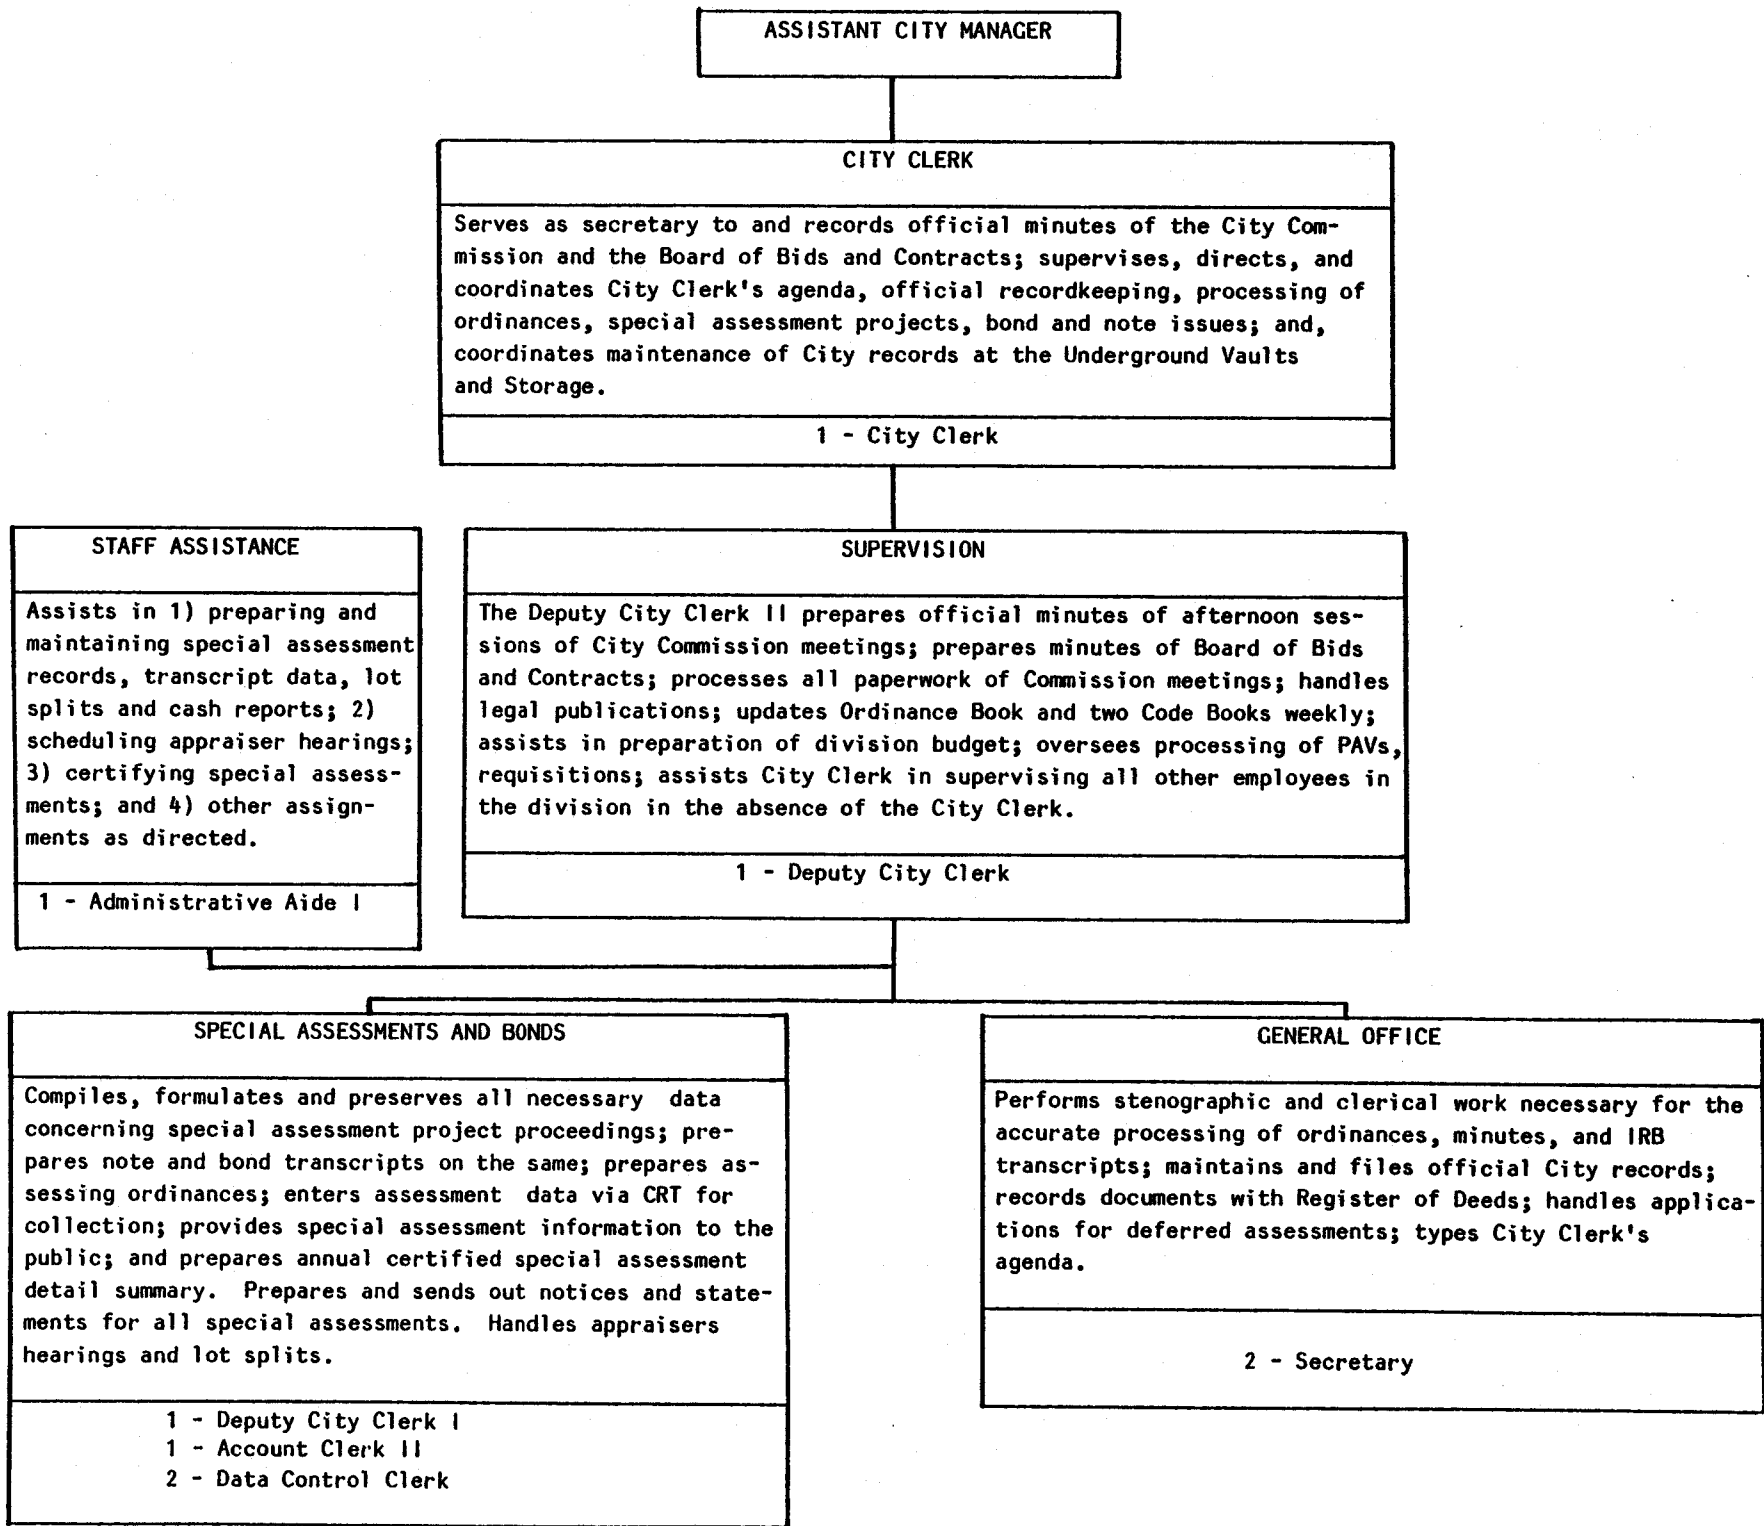 ASSISTANT CITY MANAGER
CITY CLERK
Serves as secretary to and records official minutes of the City Com-
mission and the Board of Bids and Contracts; supervises, directs, and
coordinates City Clerk's agenda, official recordkeeping, processing of
ordinances, special assessment projects, bond and note issues; and,
coordinates maintenance of City records at the Underground Vaults
and Storage.
1 - City Clerk
STAFF ASSISTANCE
Assists in 1) preparing and
maintaining special assessment
records, transcript data, lot
splits and cash reports; 2)
scheduling appraiser hearings;
3) certifying special assess-
ments; and 4) other assign-
ments as directed.
1 - Administrative Aide I
SUPERVISION
The Deputy City Clerk II prepares official minutes of afternoon ses-
sions of City Commission meetings; prepares minutes of Board of Bids
and Contracts; processes all paperwork of Commission meetings; handles
legal publications; updates Ordinance Book and two Code Books weekly;
assists in preparation of division budget; oversees processing of PAVs,
requisitions; assists City Clerk in supervising all other employees in
the division in the absence of the City Clerk.
1 - Deputy City Clerk
SPECIAL ASSESSMENTS AND BONDS
Compiles, formulates and preserves all necessary data
concerning special assessment project proceedings; pre-
pares note and bond transcripts on the same; prepares as-
sessing ordinances; enters assessment data via CRT for
collection; provides special assessment information to the
public; and prepares annual certified special assessment
detail summary. Prepares and sends out notices and state-
ments for all special assessments. Handles appraisers
hearings and lot splits.
1 - Deputy City Clerk I
1 - Account Clerk II
2 - Data Control Clerk
GENERAL OFFICE
Performs stenographic and clerical work necessary for the
accurate processing of ordinances, minutes, and IRB
transcripts; maintains and files official City records;
records documents with Register of Deeds; handles applica-
tions for deferred assessments; types City Clerk's
agenda.
2 - Secretary